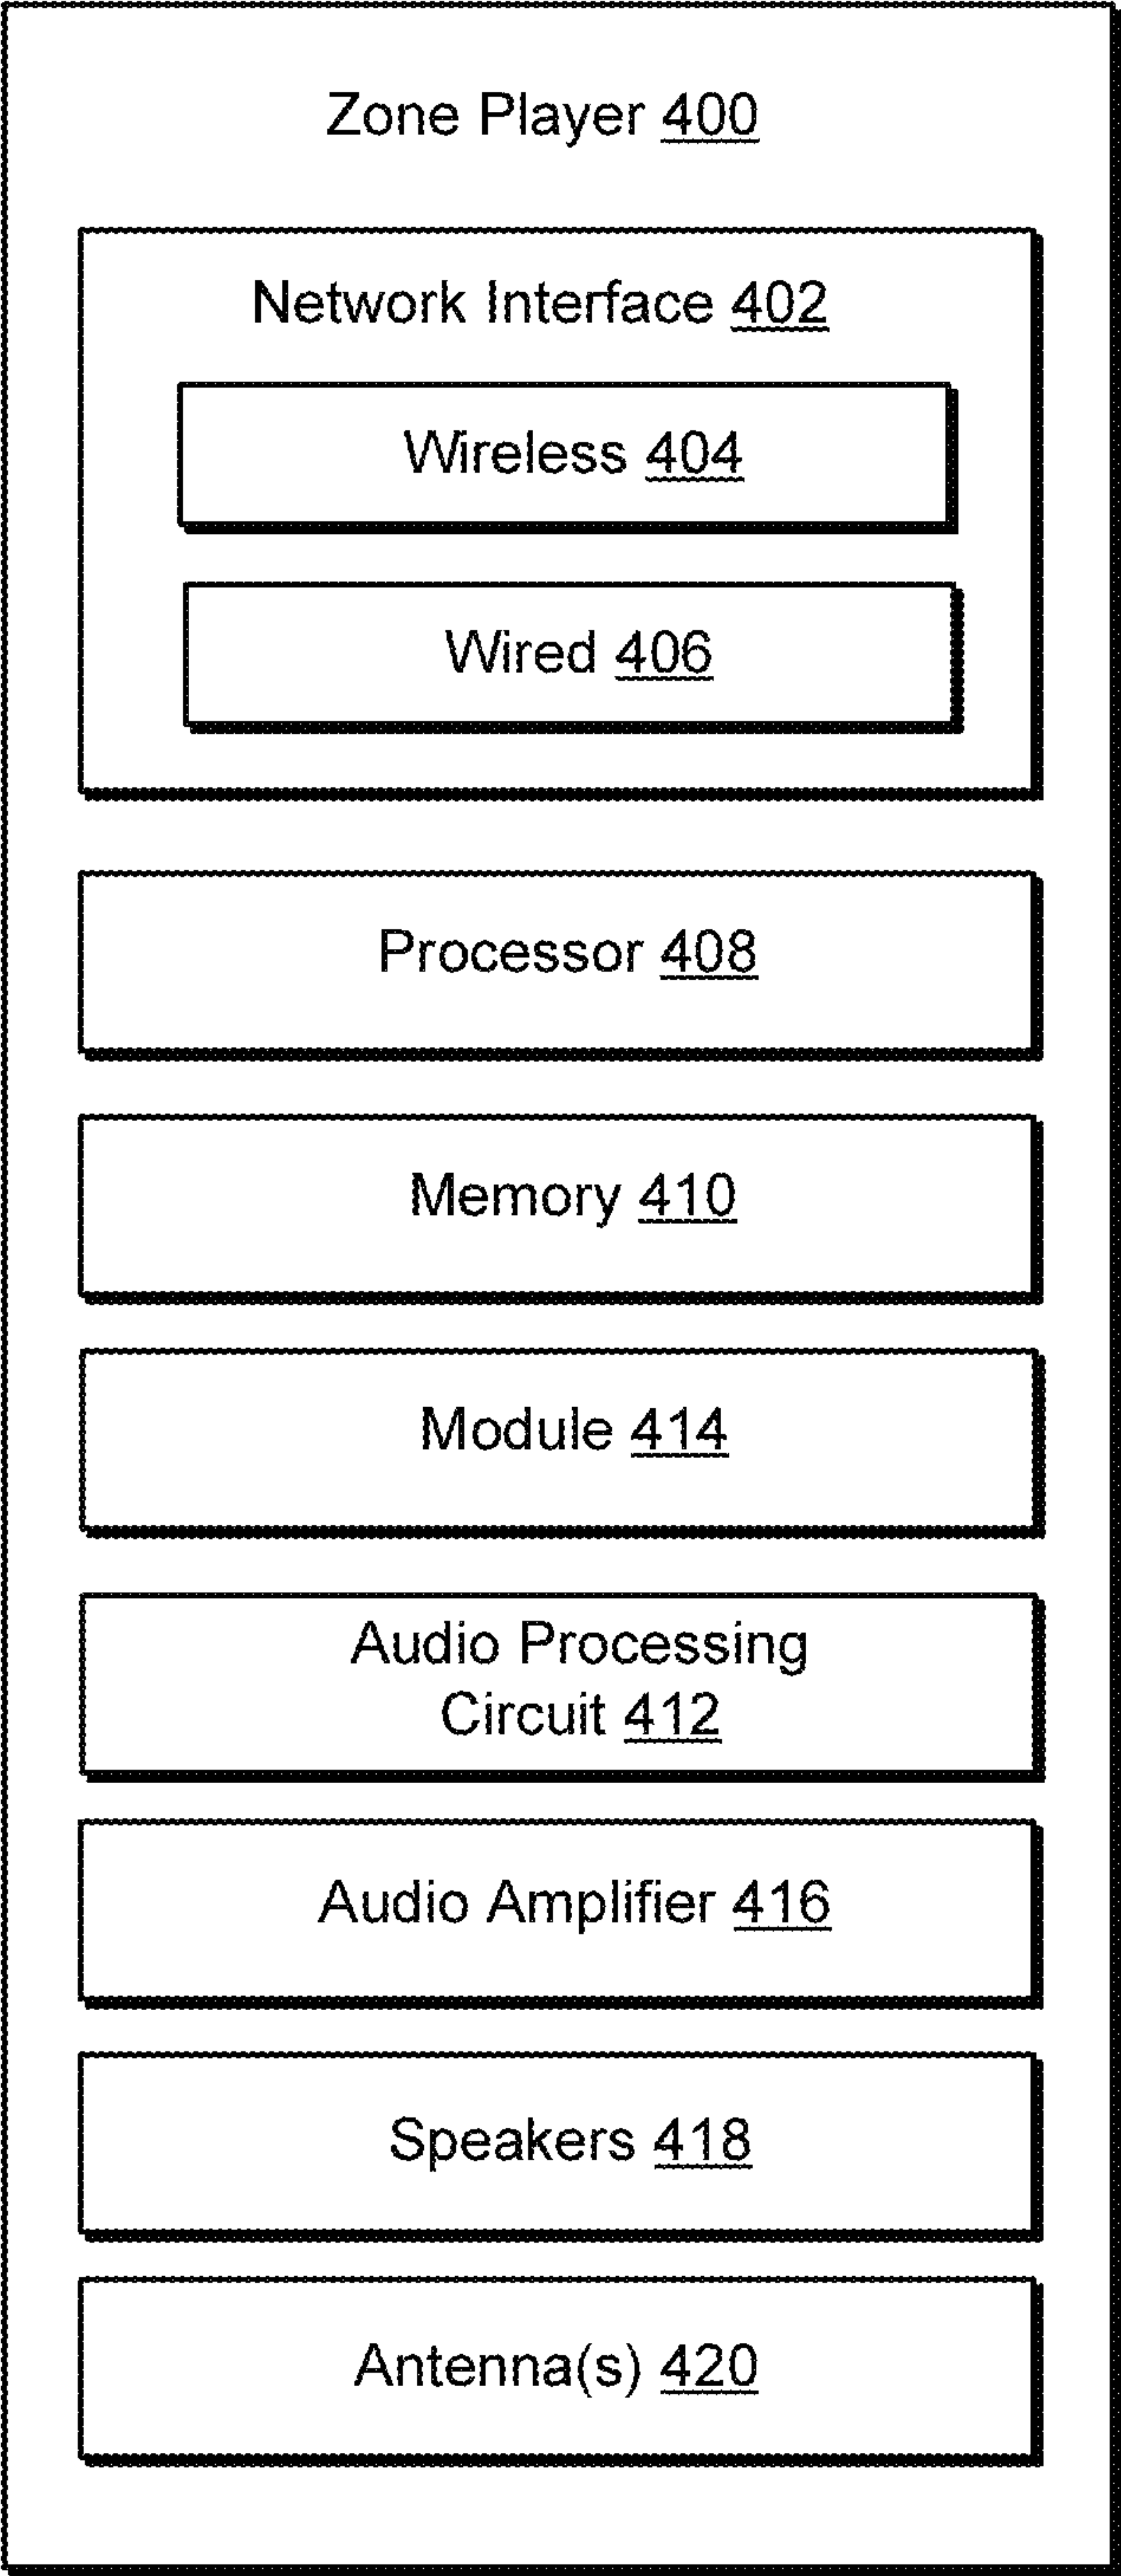 Zone Player 400
Network Interface 402
Wireless 404
Wired 406
Processor 408
Memory 410
Module 414
Audio Processing
Circuit 412
Audio Amplifier 416
Speakers 418
Antenna(s) 420